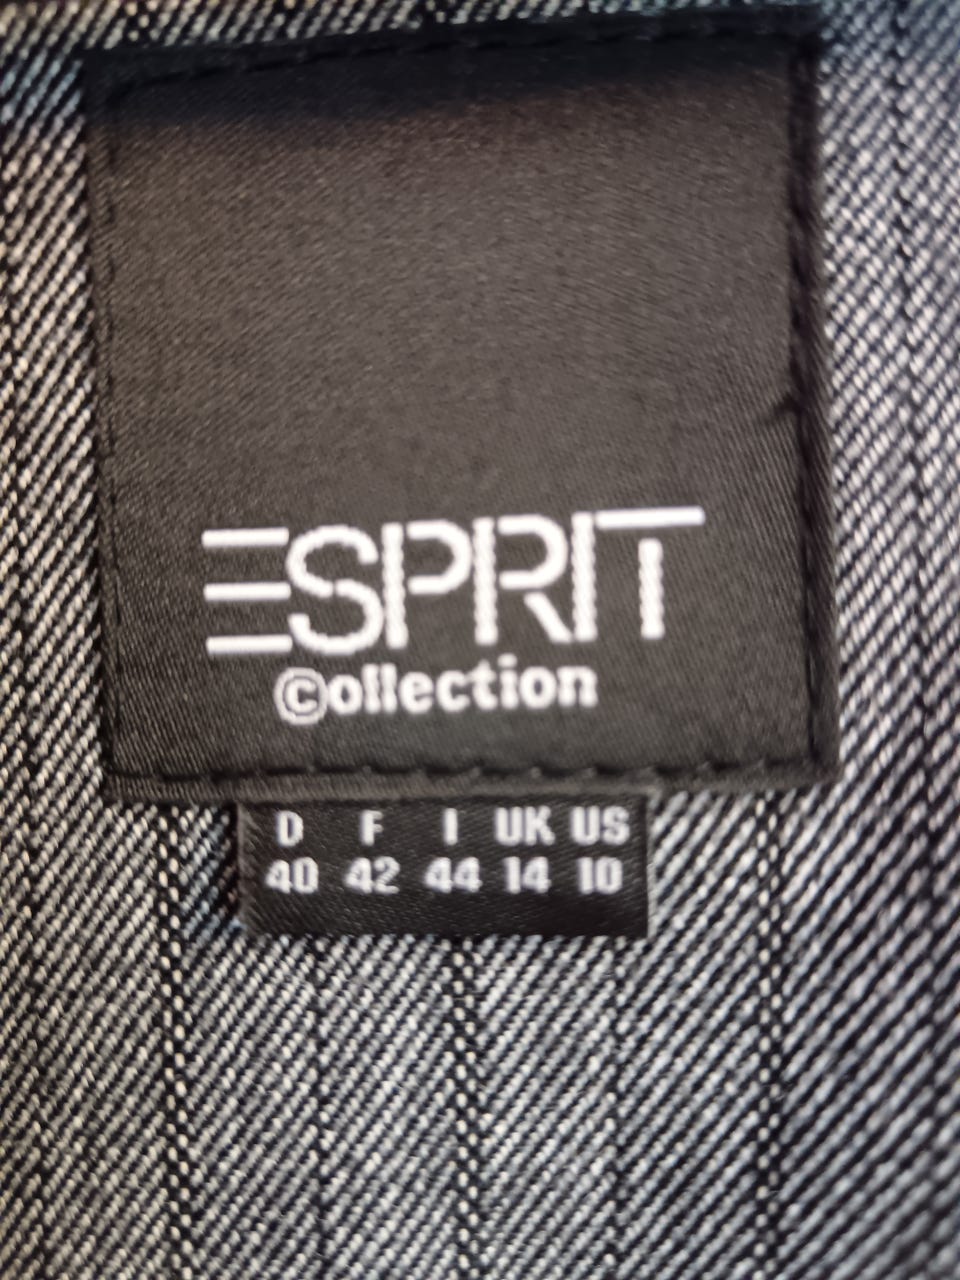 ESPRIT
©ollection
D F I UK US
40 42 44 14 10